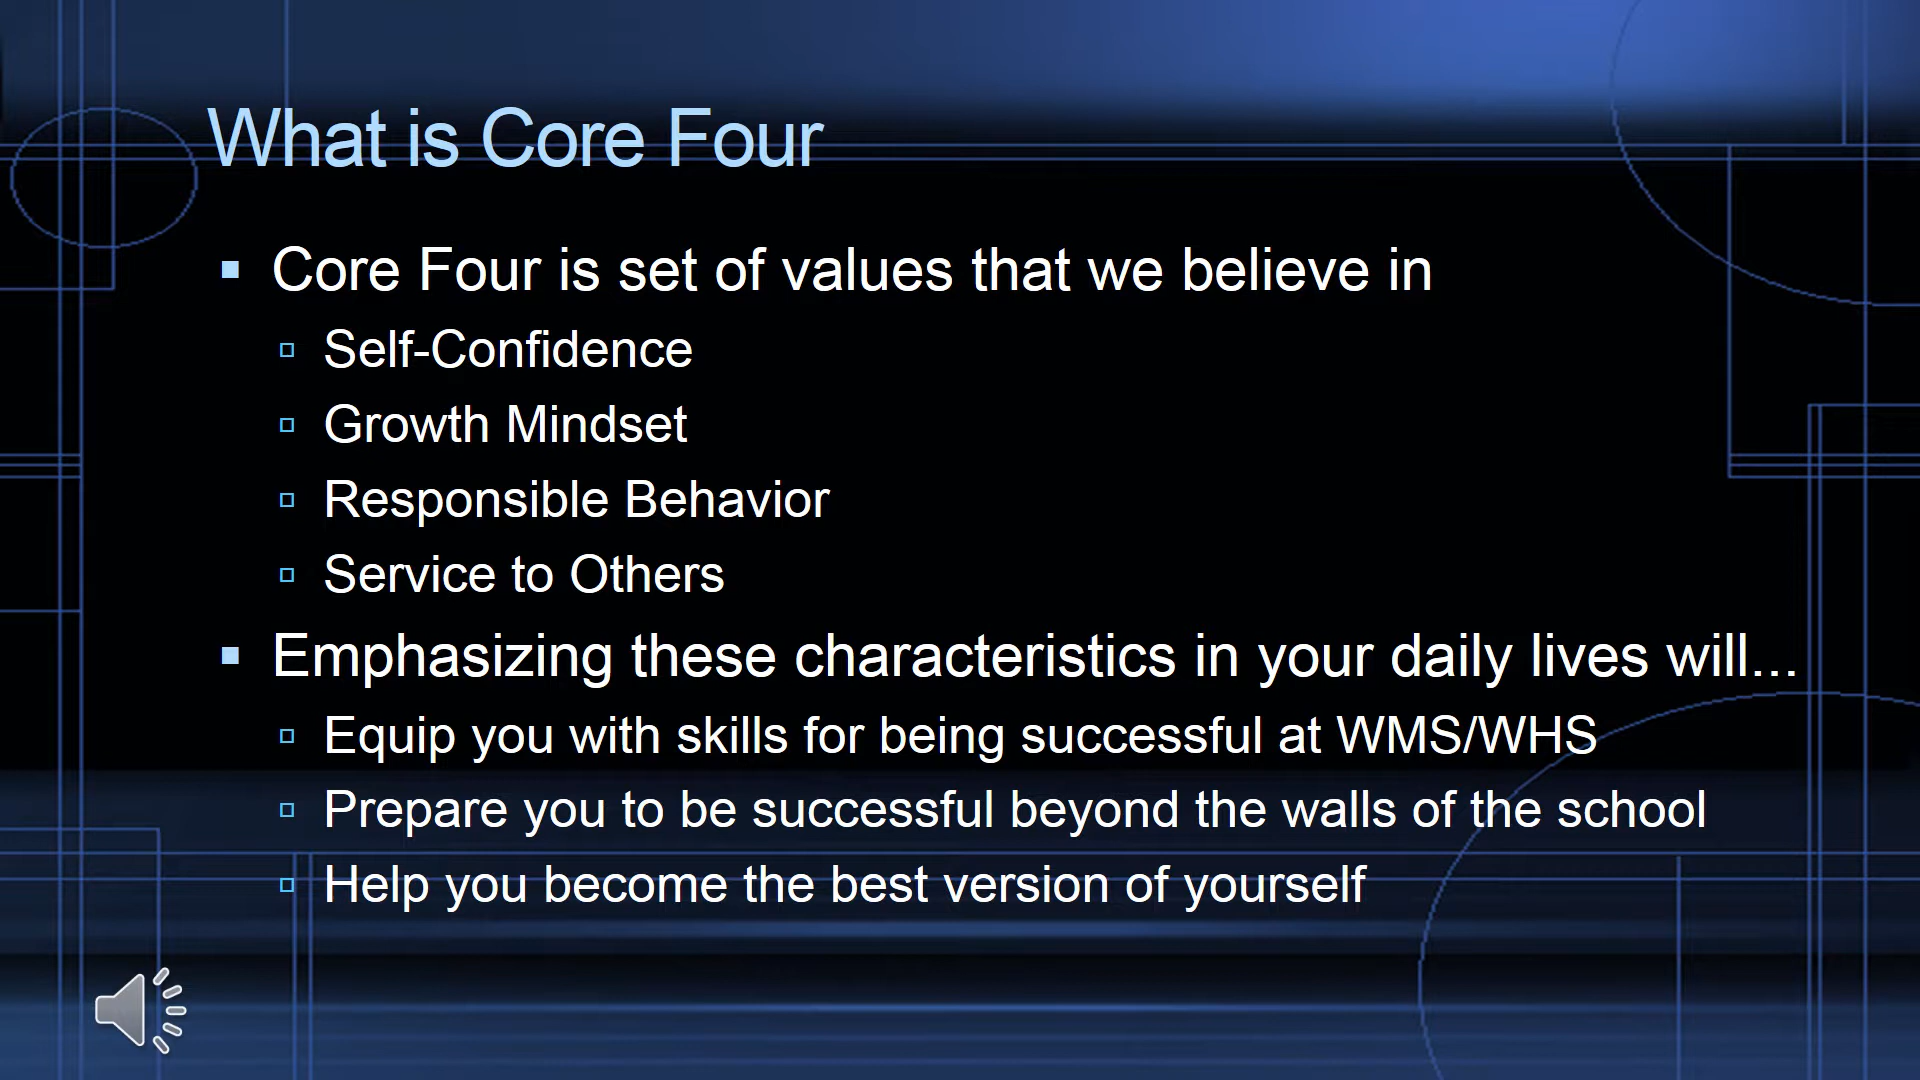 What is Core Four
Core Four is set of values that we believe in
Self-Confidence
Growth Mindset
Responsible Behavior
Service to Others
Emphasizing these characteristics in your daily lives will...
Equip you with skills for being successful at WMS/WHS
Prepare you to be successful beyond the walls of the school
Help you become the best version of yourself